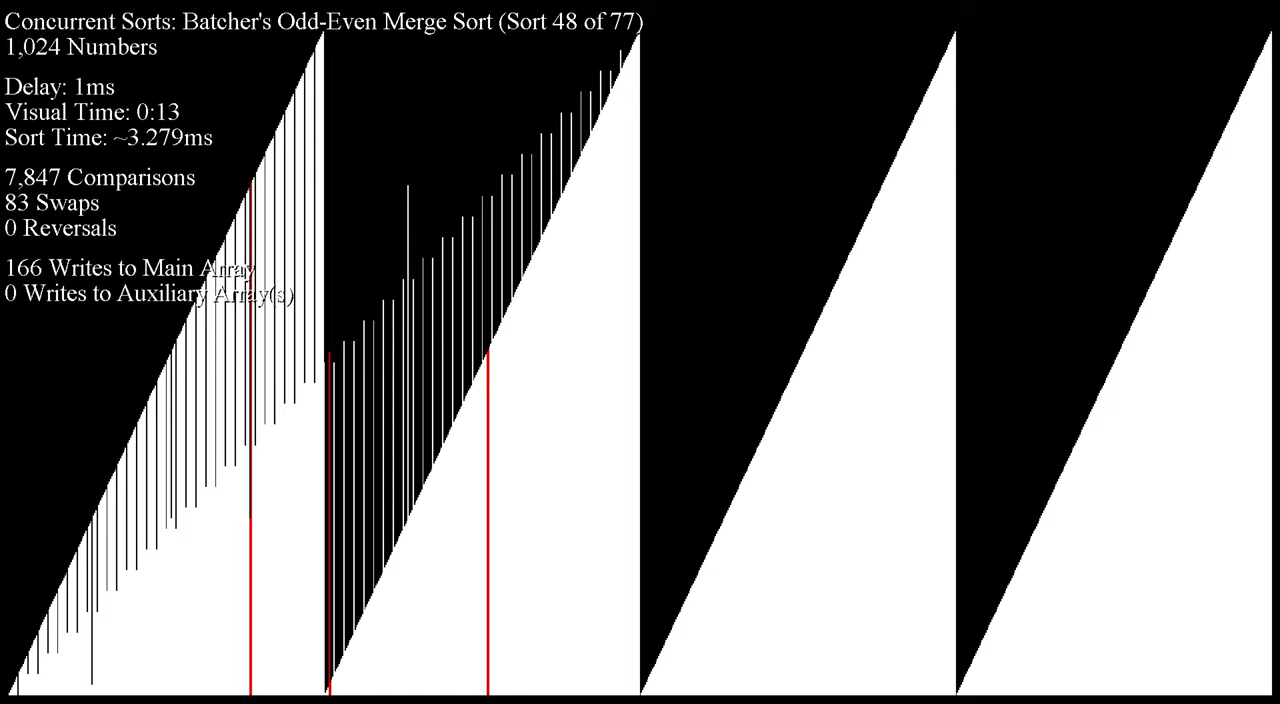 Concurrent Sorts: Batcher's Odd-Even Merge Sort (Sort 48 of 77)
1,024 Numbers
Delay: 1ms
Visual Time: 0:13
Sort Time: ~3.279ms
7,847 Comparisons
83 Swaps
0 Reversals
166 Writes to Main Array
0 Writes to Auxiliary Array(s)